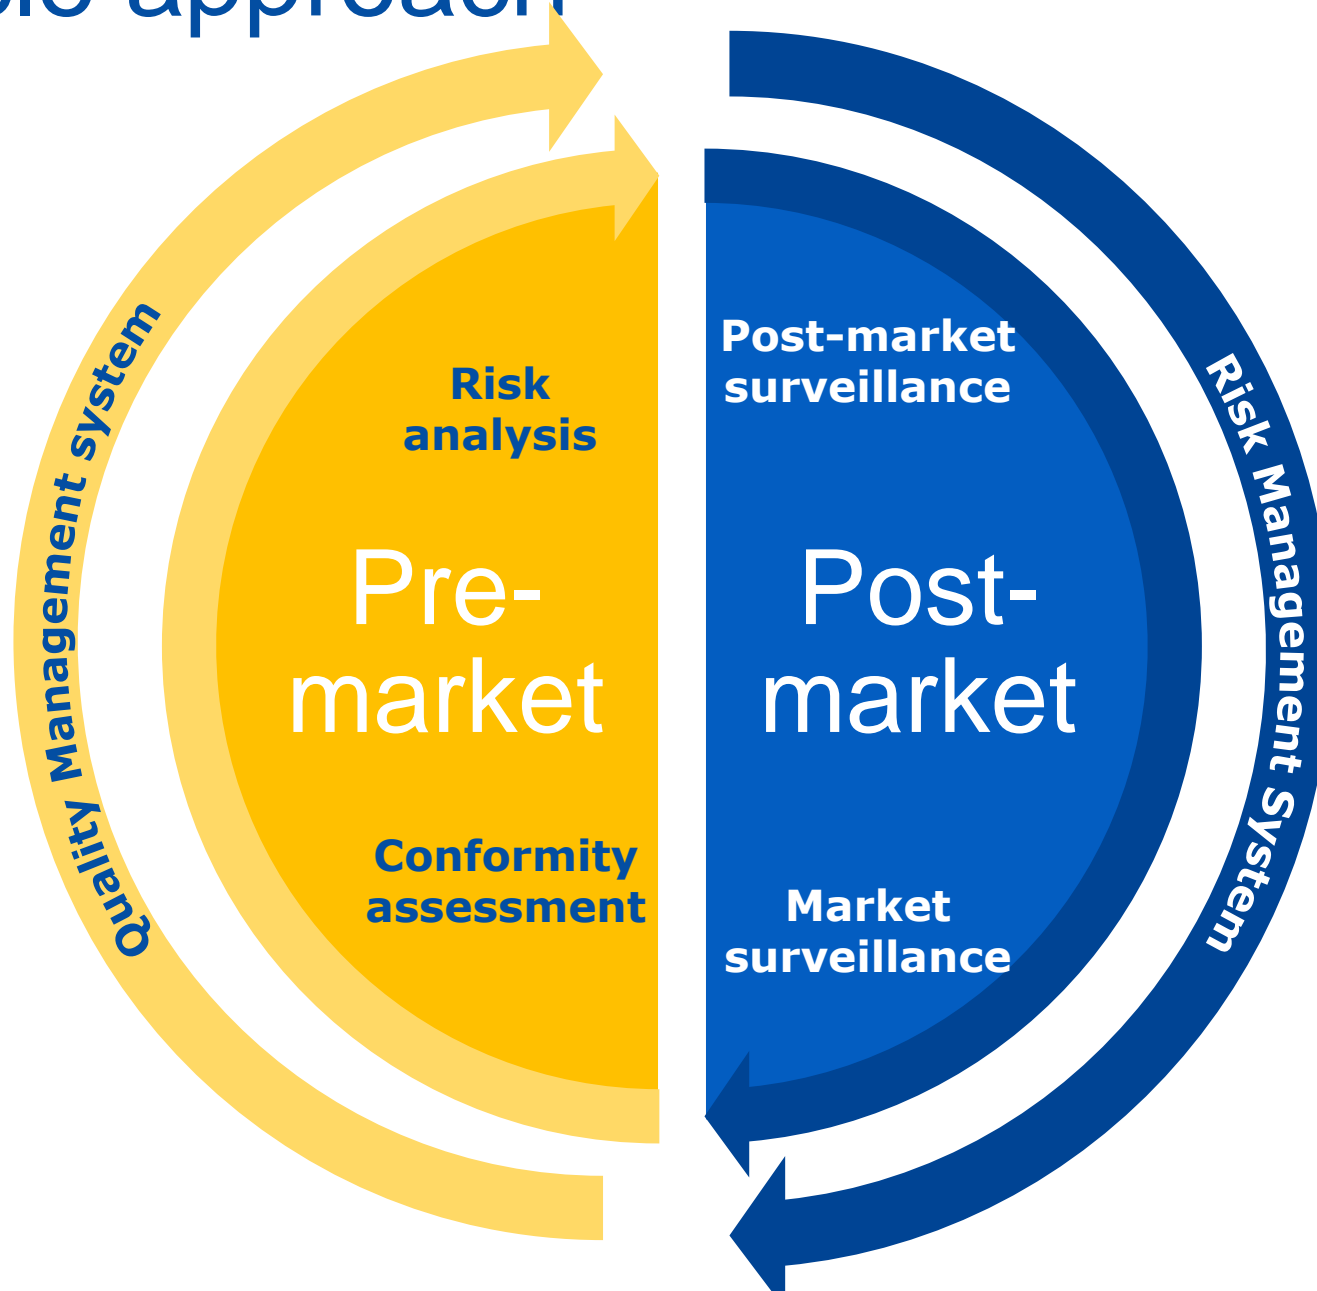 approach
Quality Management system
Risk
analysis
Pre-
market
Conformity
assessment
Post-market
surveillance
Post-
market
Market
surveillance
Risk Management System